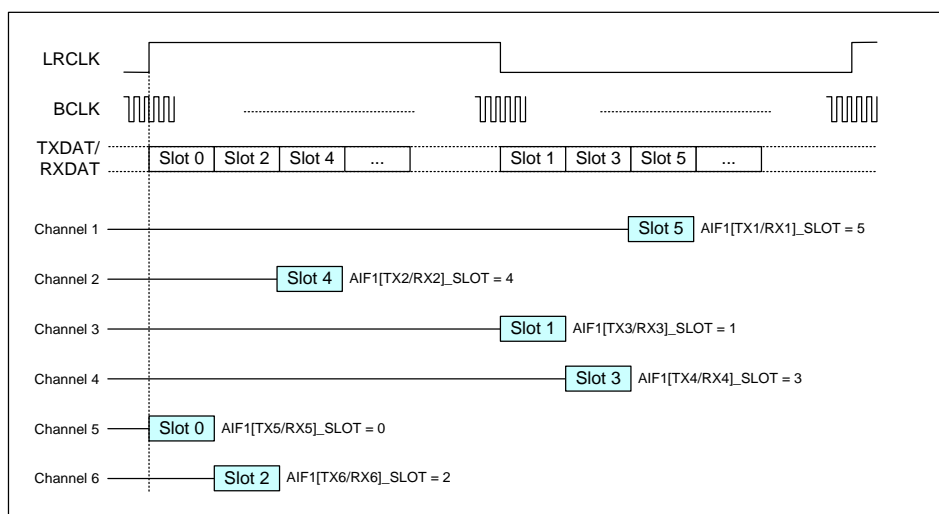 LRCLK
BCLK
TXDAT/
RXDAT
Slot 0 Slot 2 Slot 4 ... Slot 1 Slot 3 Slot 5 ...
Channel 1 Slot 5 AIF1[TX1/RX1]_SLOT = 5
Channel 2 Slot 4 AIF1[TX2/RX2]_SLOT = 4
Channel 3 Slot 1 AIF1[TX3/RX3]_SLOT = 1
Channel 4 Slot 3 AIF1[TX4/RX4]_SLOT = 3
Channel 5 Slot 0 AIF1[TX5/RX5]_SLOT = 0
Channel 6 Slot 2 AIF1[TX6/RX6]_SLOT = 2